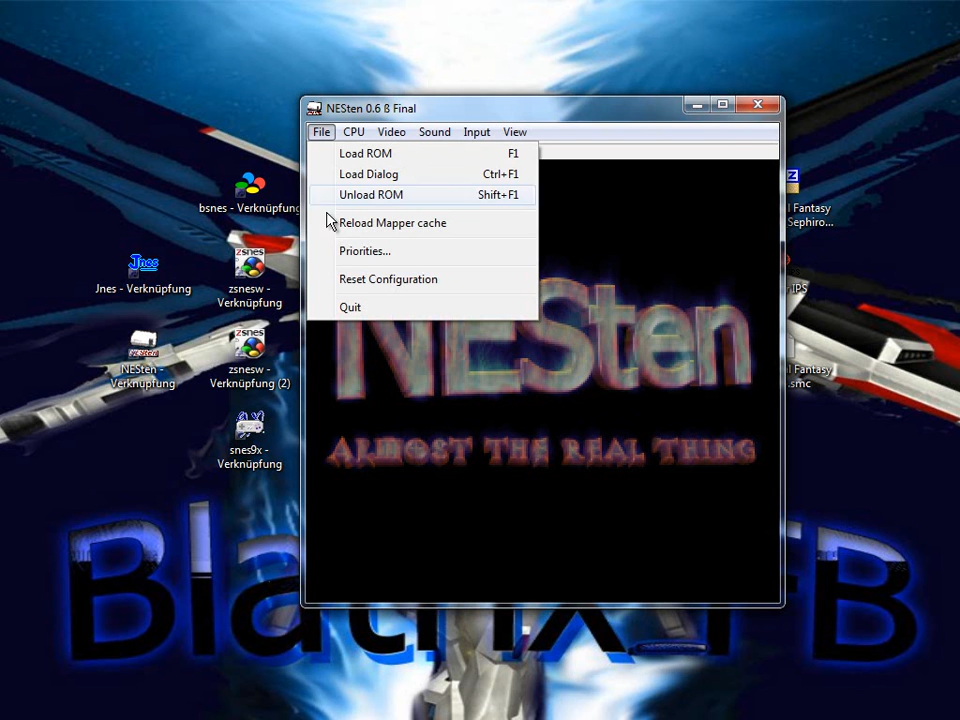 NESten 0.6 ß Final
File CPU Video Sound Input View
Load ROM F1
Load Dialog Ctrl+F1
Unload ROM Shift+F1
Reload Mapper cache
Priorities...
Reset Configuration
Quit
NESten
ALMOST THE REAL THING
bsnes - Verknüpfung
Jnes
Jnes - Verknüpfung
zsnes
zsnesw -
Verknüpfung
NESten
NESten -
Verknüpfung
zsnes
zsnesw -
Verknüpfung (2)
snes9x -
Verknüpfung
l Fantasy
Sephiro...
IPS
l Fantasy
.smc
FB